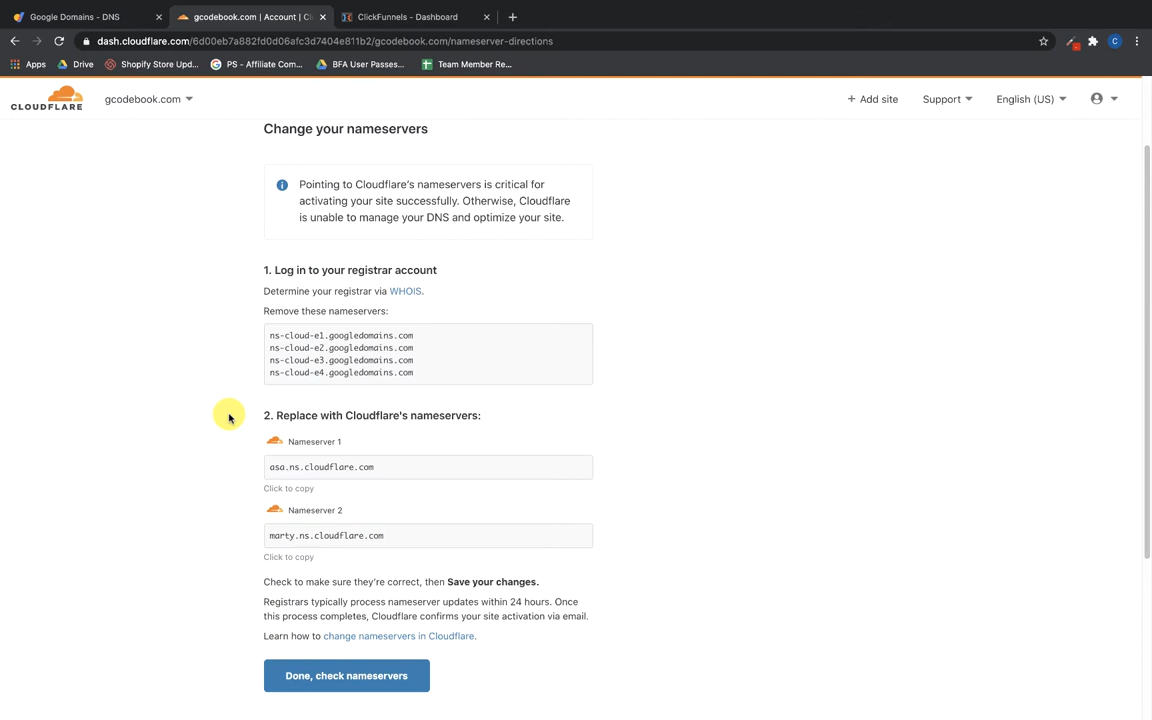 Google Domains - DNS
gcodebook.com | Account | Cl
ClickFunnels - Dashboard
dash.cloudflare.com/6d00eb7a882fd0d06afc3d7404e811b2/gcodebook.com/nameserver-directions
C
Apps
Drive
Shopify Store Upd...
PS - Affiliate Com...
BFA User Passes...
Team Member Re...
CLOUDFLARE
gcodebook.com
+ Add site
Support
English (US)
Change your nameservers
Pointing to Cloudflare's nameservers is critical for
activating your site successfully. Otherwise, Cloudflare
is unable to manage your DNS and optimize your site.
1. Log in to your registrar account
Determine your registrar via WHOIS.
Remove these nameservers:
ns-cloud-e1.googledomains.com
ns-cloud-e2.googledomains.com
ns-cloud-e3.googledomains.com
ns-cloud-e4.googledomains.com
2. Replace with Cloudflare's nameservers:
Nameserver 1
asa.ns.cloudflare.com
Click to copy
Nameserver 2
marty.ns.cloudflare.com
Click to copy
Check to make sure they're correct, then Save your changes.
Registrars typically process nameserver updates within 24 hours. Once
this process completes, Cloudflare confirms your site activation via email.
Learn how to change nameservers in Cloudflare.
Done, check nameservers